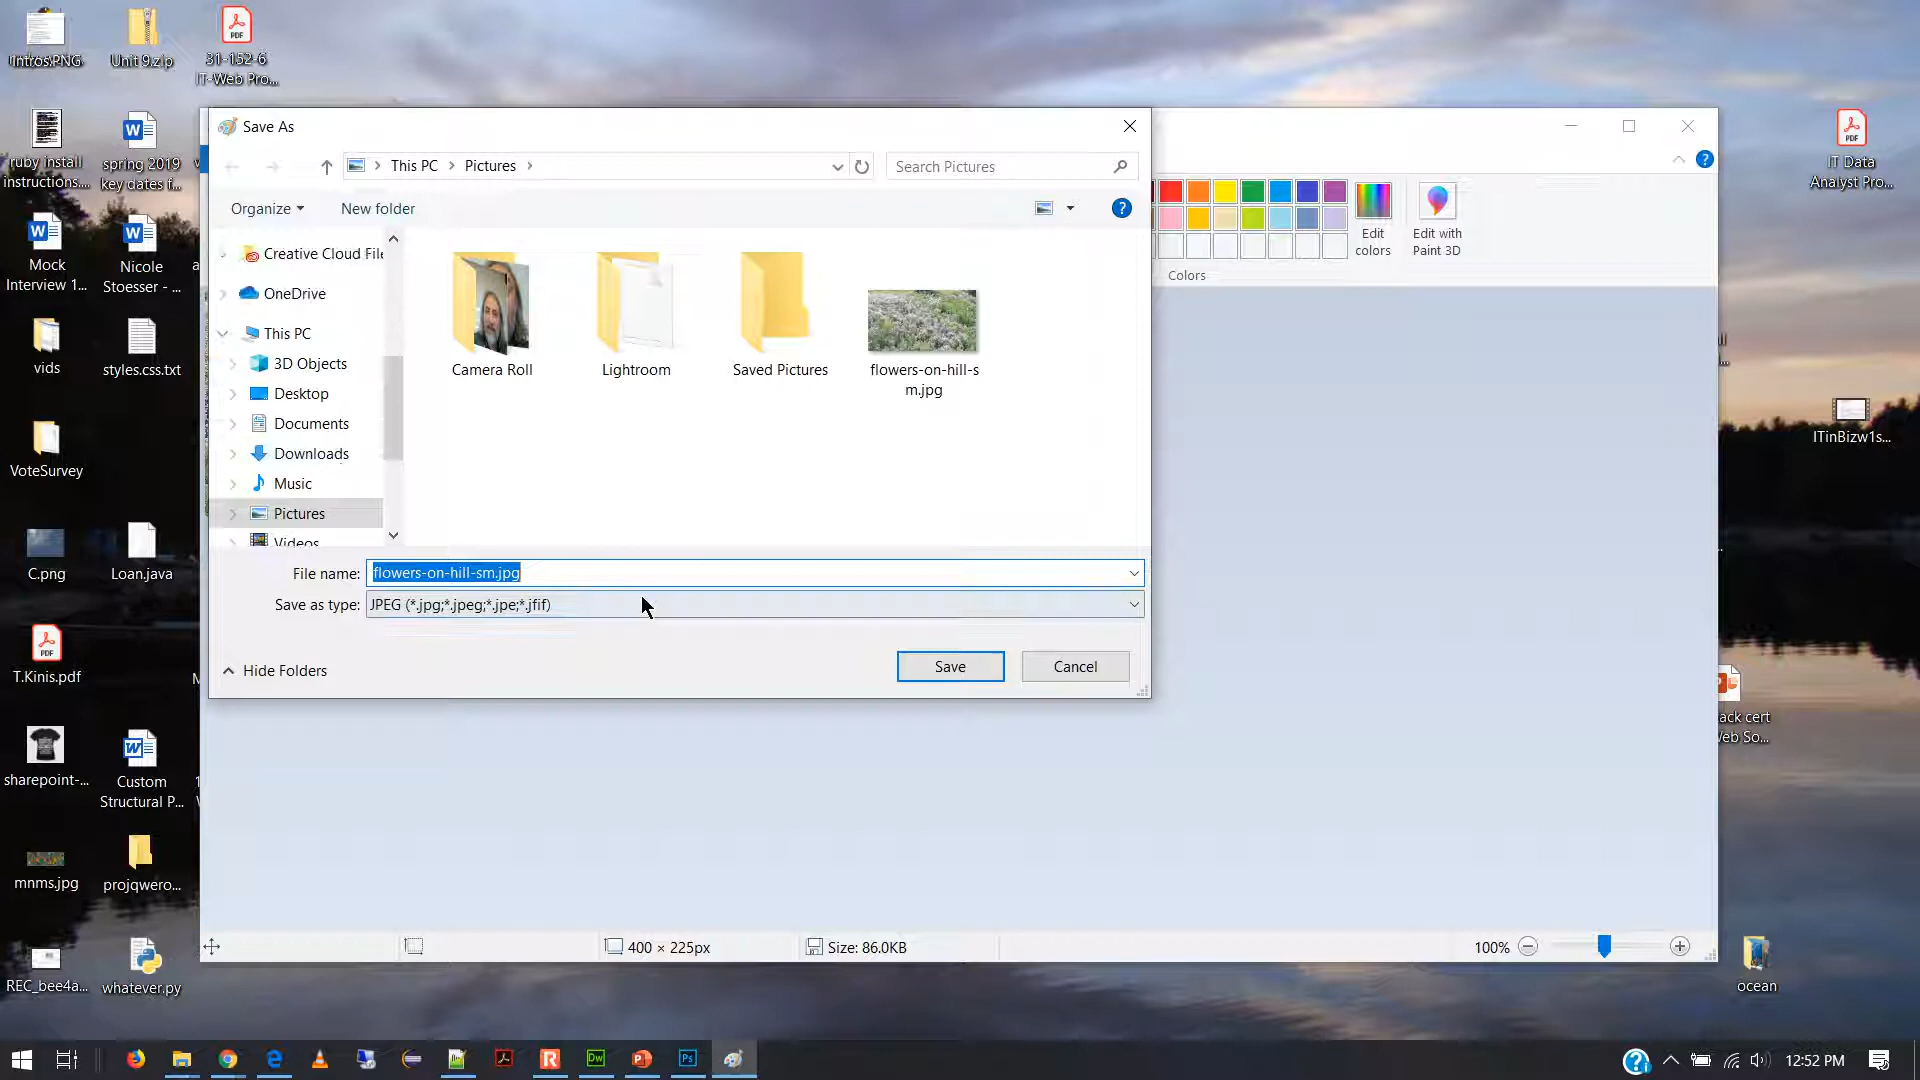 Intros.PNG
Unit 9.zip
31-152-6
IT-Web Pro...
ruby install
instructions....
spring 2019
key dates f...
Mock
Interview 1...
Nicole
Stoesser - ...
vids
styles.css.txt
VoteSurvey
C.png
Loan.java
T.Kinis.pdf
sharepoint-...
Custom
Structural P...
mnms.jpg
projqwero...
REC_bee4a...
whatever.py
Save As
This PC
Pictures
Search Pictures
Organize
New folder
Creative Cloud File
OneDrive
This PC
3D Objects
Desktop
Documents
Downloads
Music
Pictures
Videos
Camera Roll
Lightroom
Saved Pictures
flowers-on-hill-s
m.jpg
File name: flowers-on-hill-sm.jpg
Save as type: JPEG (*.jpg;*.jpeg;*.jpe;*.jfif)
Hide Folders
Save
Cancel
Edit
colors
Edit with
Paint 3D
Colors
400 × 225px
Size: 86.0KB
100%
IT Data
Analyst Pro...
ITinBizw1s...
ack cert
eb So...
ocean
12:52 PM